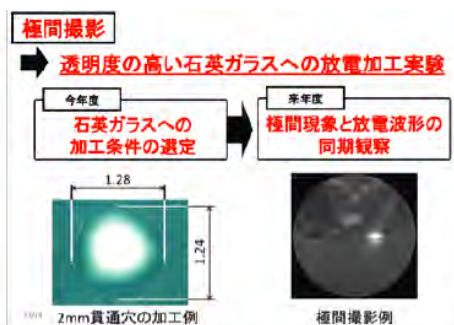 極間撮影
透明度の高い石英ガラスへの放電加工実験
今年度
石英ガラスへの
加工条件の選定
来年度
極間現象と放電波形の
同期観察
1.28
1.24
2mm貫通穴の加工例
極間撮影例